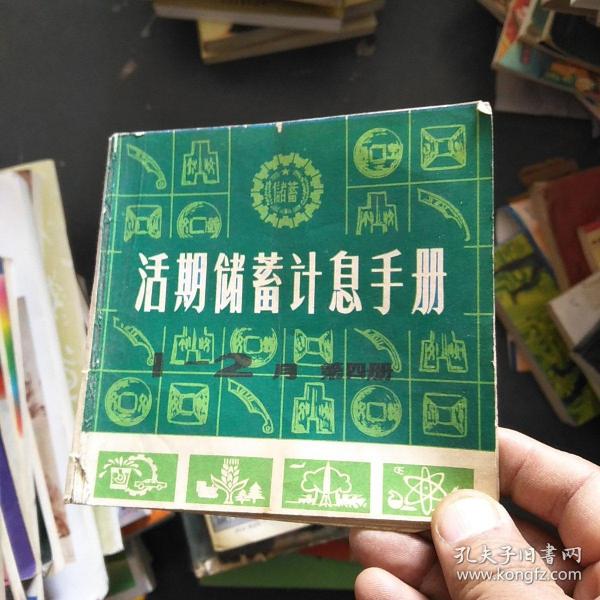 储蓄
活期储蓄计息手册
1-2月 第四册
孔夫子旧书网
www.kongfz.com